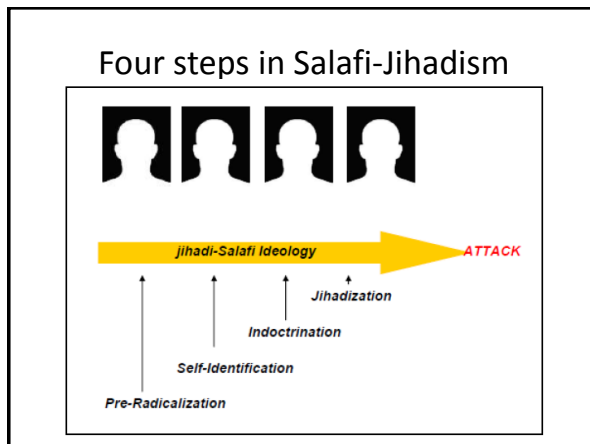 Four steps in Salafi-Jihadism
jihadi-Salafi Ideology
ATTACK
Jihadization
Indoctrination
Self-Identification
Pre-Radicalization